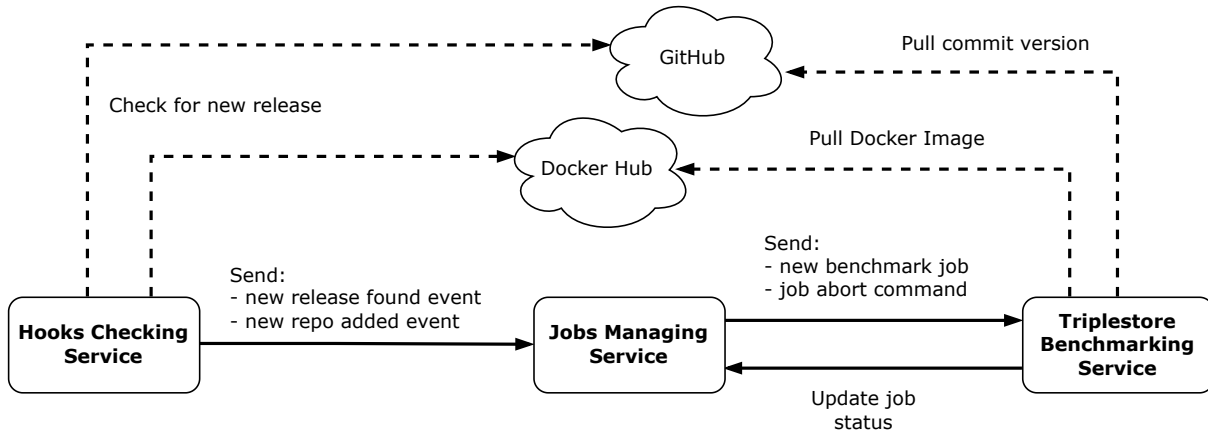 GitHub
Pull commit version
Check for new release
Docker Hub
Pull Docker Image
Send:
- new release found event
- new repo added event
Send:
- new benchmark job
- job abort command
Hooks Checking
Service
Jobs Managing
Service
Triplestore
Benchmarking
Service
Update job
status